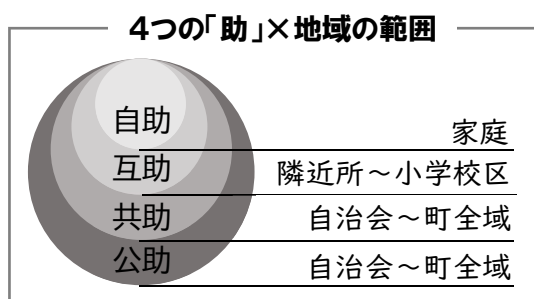 4つの「助」×地域の範囲
自助 家庭
互助 隣近所～小学校区
共助 自治会～町全域
公助 自治会～町全域